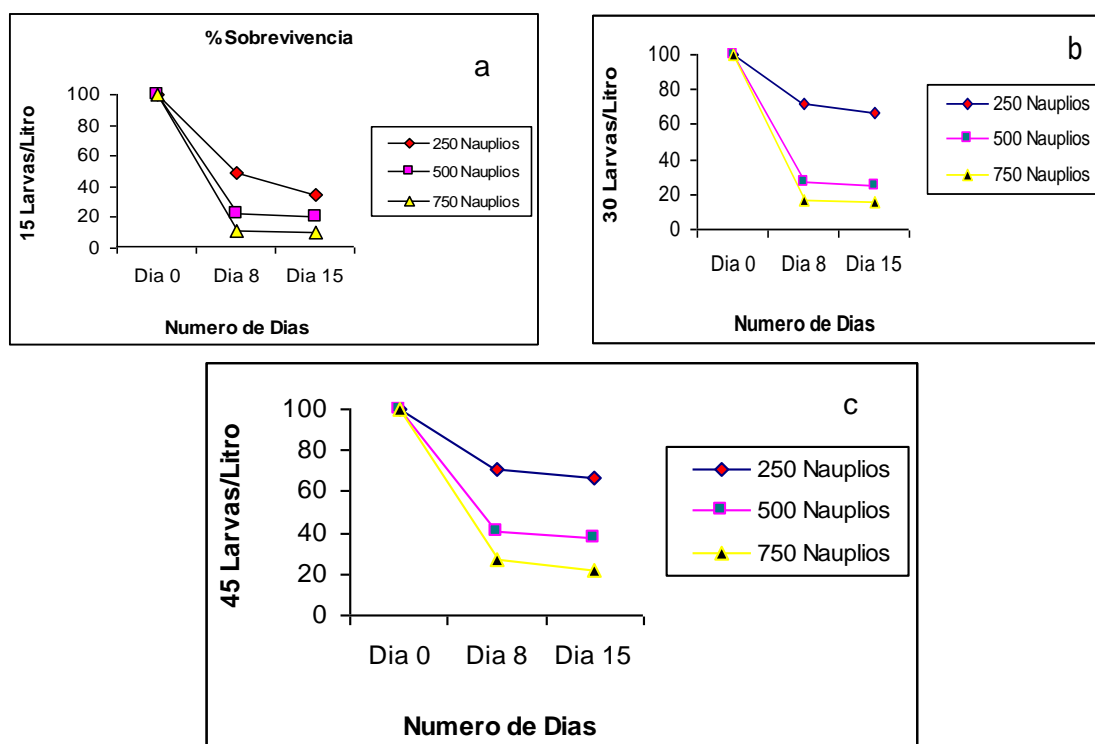 % Sobrevivencia
a
15 Larvas/Litro
100
80
60
40
20
0
Dia 0 Dia 8 Dia 15
Numero de Dias
250 Nauplios
500 Nauplios
750 Nauplios
b
30 Larvas/Litro
100
80
60
40
20
0
Dia 0 Dia 8 Dia 15
Numero de Dias
250 Nauplios
500 Nauplios
750 Nauplios
c
45 Larvas/Litro
100
80
60
40
20
0
Dia 0 Dia 8 Dia 15
Numero de Dias
250 Nauplios
500 Nauplios
750 Nauplios